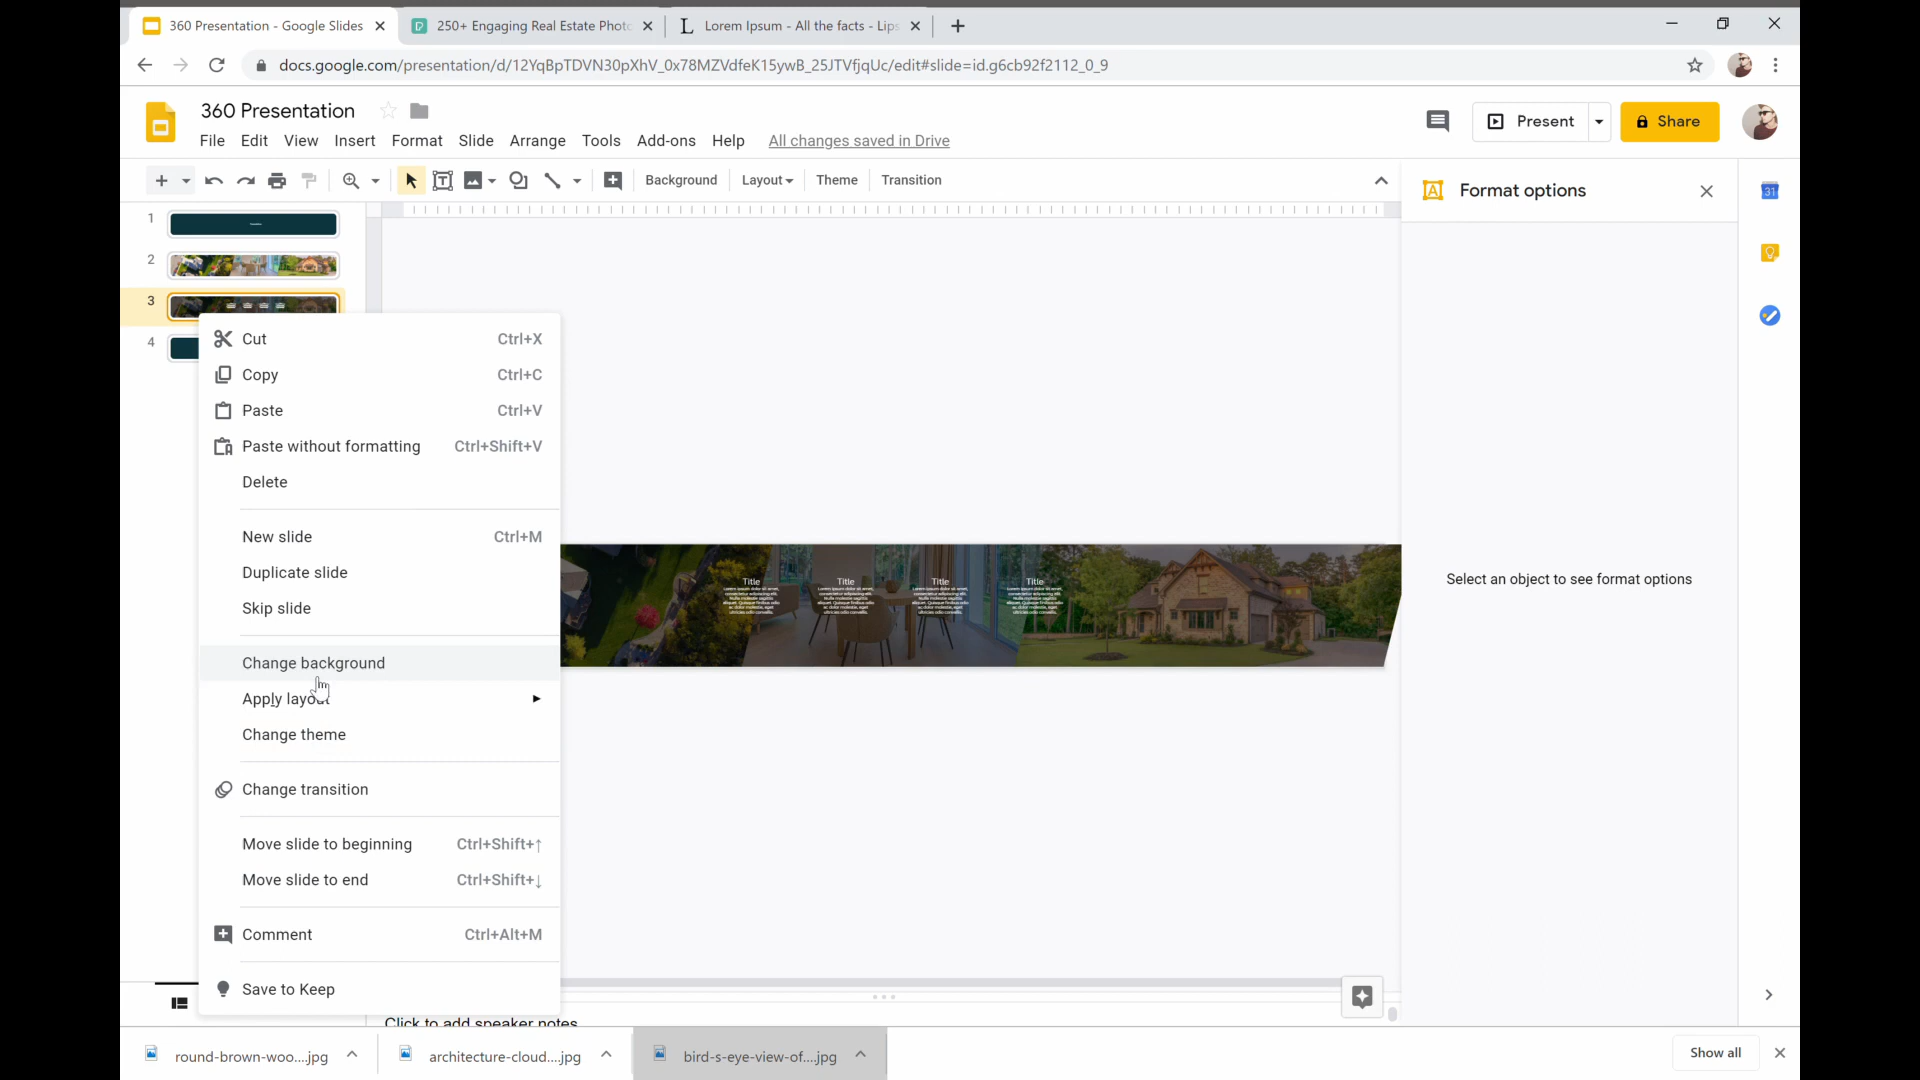 360 Presentation - Google Slides
250+ Engaging Real Estate Phot
Lorem Ipsum - All the facts - Lips
docs.google.com/presentation/d/12YqBpTDVN30pXhV_0x78MZVdfeK15ywB_25JTVfjqUc/edit#slide=id.g6cb92f2112_0_9
360 Presentation
Present
Share
File Edit View Insert Format Slide Arrange Tools Add-ons Help All changes saved in Drive
Background Layout Theme Transition
Format options
31
1
2
3
4
Cut Ctrl+X
Copy Ctrl+C
Paste Ctrl+V
Paste without formatting Ctrl+Shift+V
Delete
New slide Ctrl+M
Duplicate slide
Skip slide
Change background
Apply layout
Change theme
Change transition
Move slide to beginning Ctrl+Shift+↑
Move slide to end Ctrl+Shift+↓
Comment Ctrl+Alt+M
Save to Keep
Title Title Title Title
Select an object to see format options
Click to add speaker notes
round-brown-woo....jpg
architecture-cloud....jpg
bird-s-eye-view-of....jpg
Show all